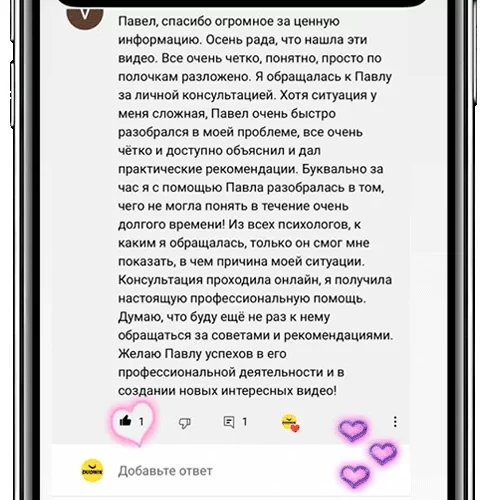 V
Павел, спасибо огромное за ценную
информацию. Осень рада, что нашла эти
видео. Все очень четко, понятно, просто по
полочкам разложено. Я обращалась к Павлу
за личной консультацией. Хотя ситуация у
меня сложная, Павел очень быстро
разобрался в моей проблеме, все очень
чётко и доступно объяснил и дал
практические рекомендации. Буквально за
час я с помощью Павла разобралась в том,
чего не могла понять в течение очень
долгого времени! Из всех психологов, к
каким я обращалась, только он смог мне
показать, в чем причина моей ситуации.
Консультация проходила онлайн, я получила
настоящую профессиональную помощь.
Думаю, что буду ещё не раз к нему
обращаться за советами и рекомендациями.
Желаю Павлу успехов в его
профессиональной деятельности и в
создании новых интересных видео!
1 1
Добавьте ответ